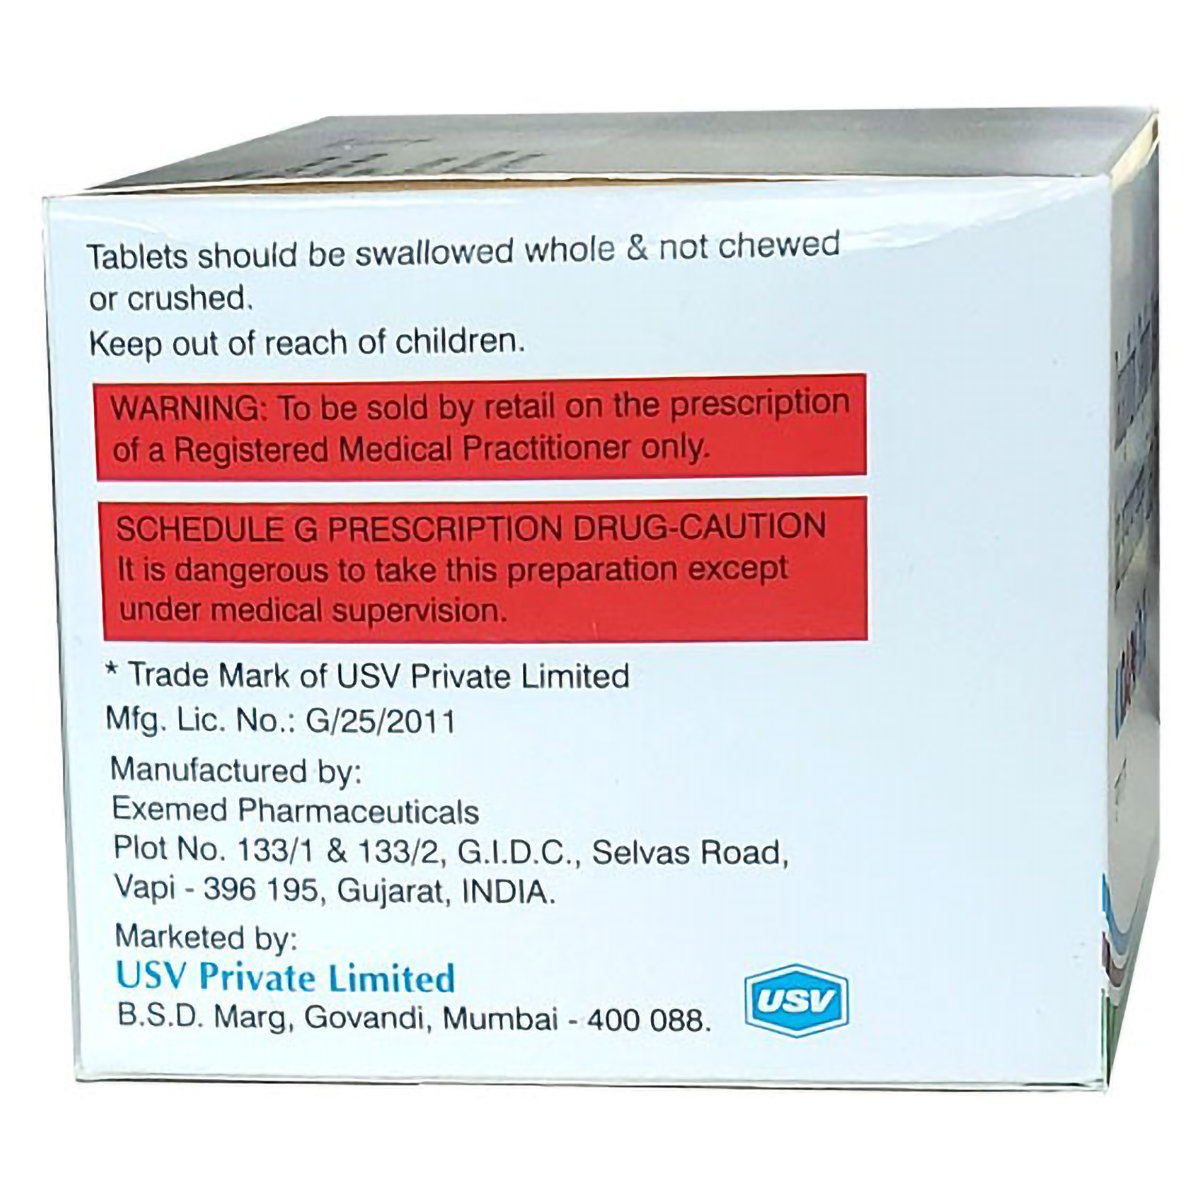 Tablets should be swallowed whole & not chewed
or crushed.
Keep out of reach of children.
WARNING: To be sold by retail on the prescription
of a Registered Medical Practitioner only.
SCHEDULE G PRESCRIPTION DRUG-CAUTION
It is dangerous to take this preparation except
under medical supervision.
* Trade Mark of USV Private Limited
Mfg. Lic. No.: G/25/2011
Manufactured by:
Exemed Pharmaceuticals
Plot No. 133/1 & 133/2, G.I.D.C., Selvas Road,
Vapi - 396 195, Gujarat, INDIA.
Marketed by:
USV Private Limited
B.S.D. Marg, Govandi, Mumbai - 400 088.
USV